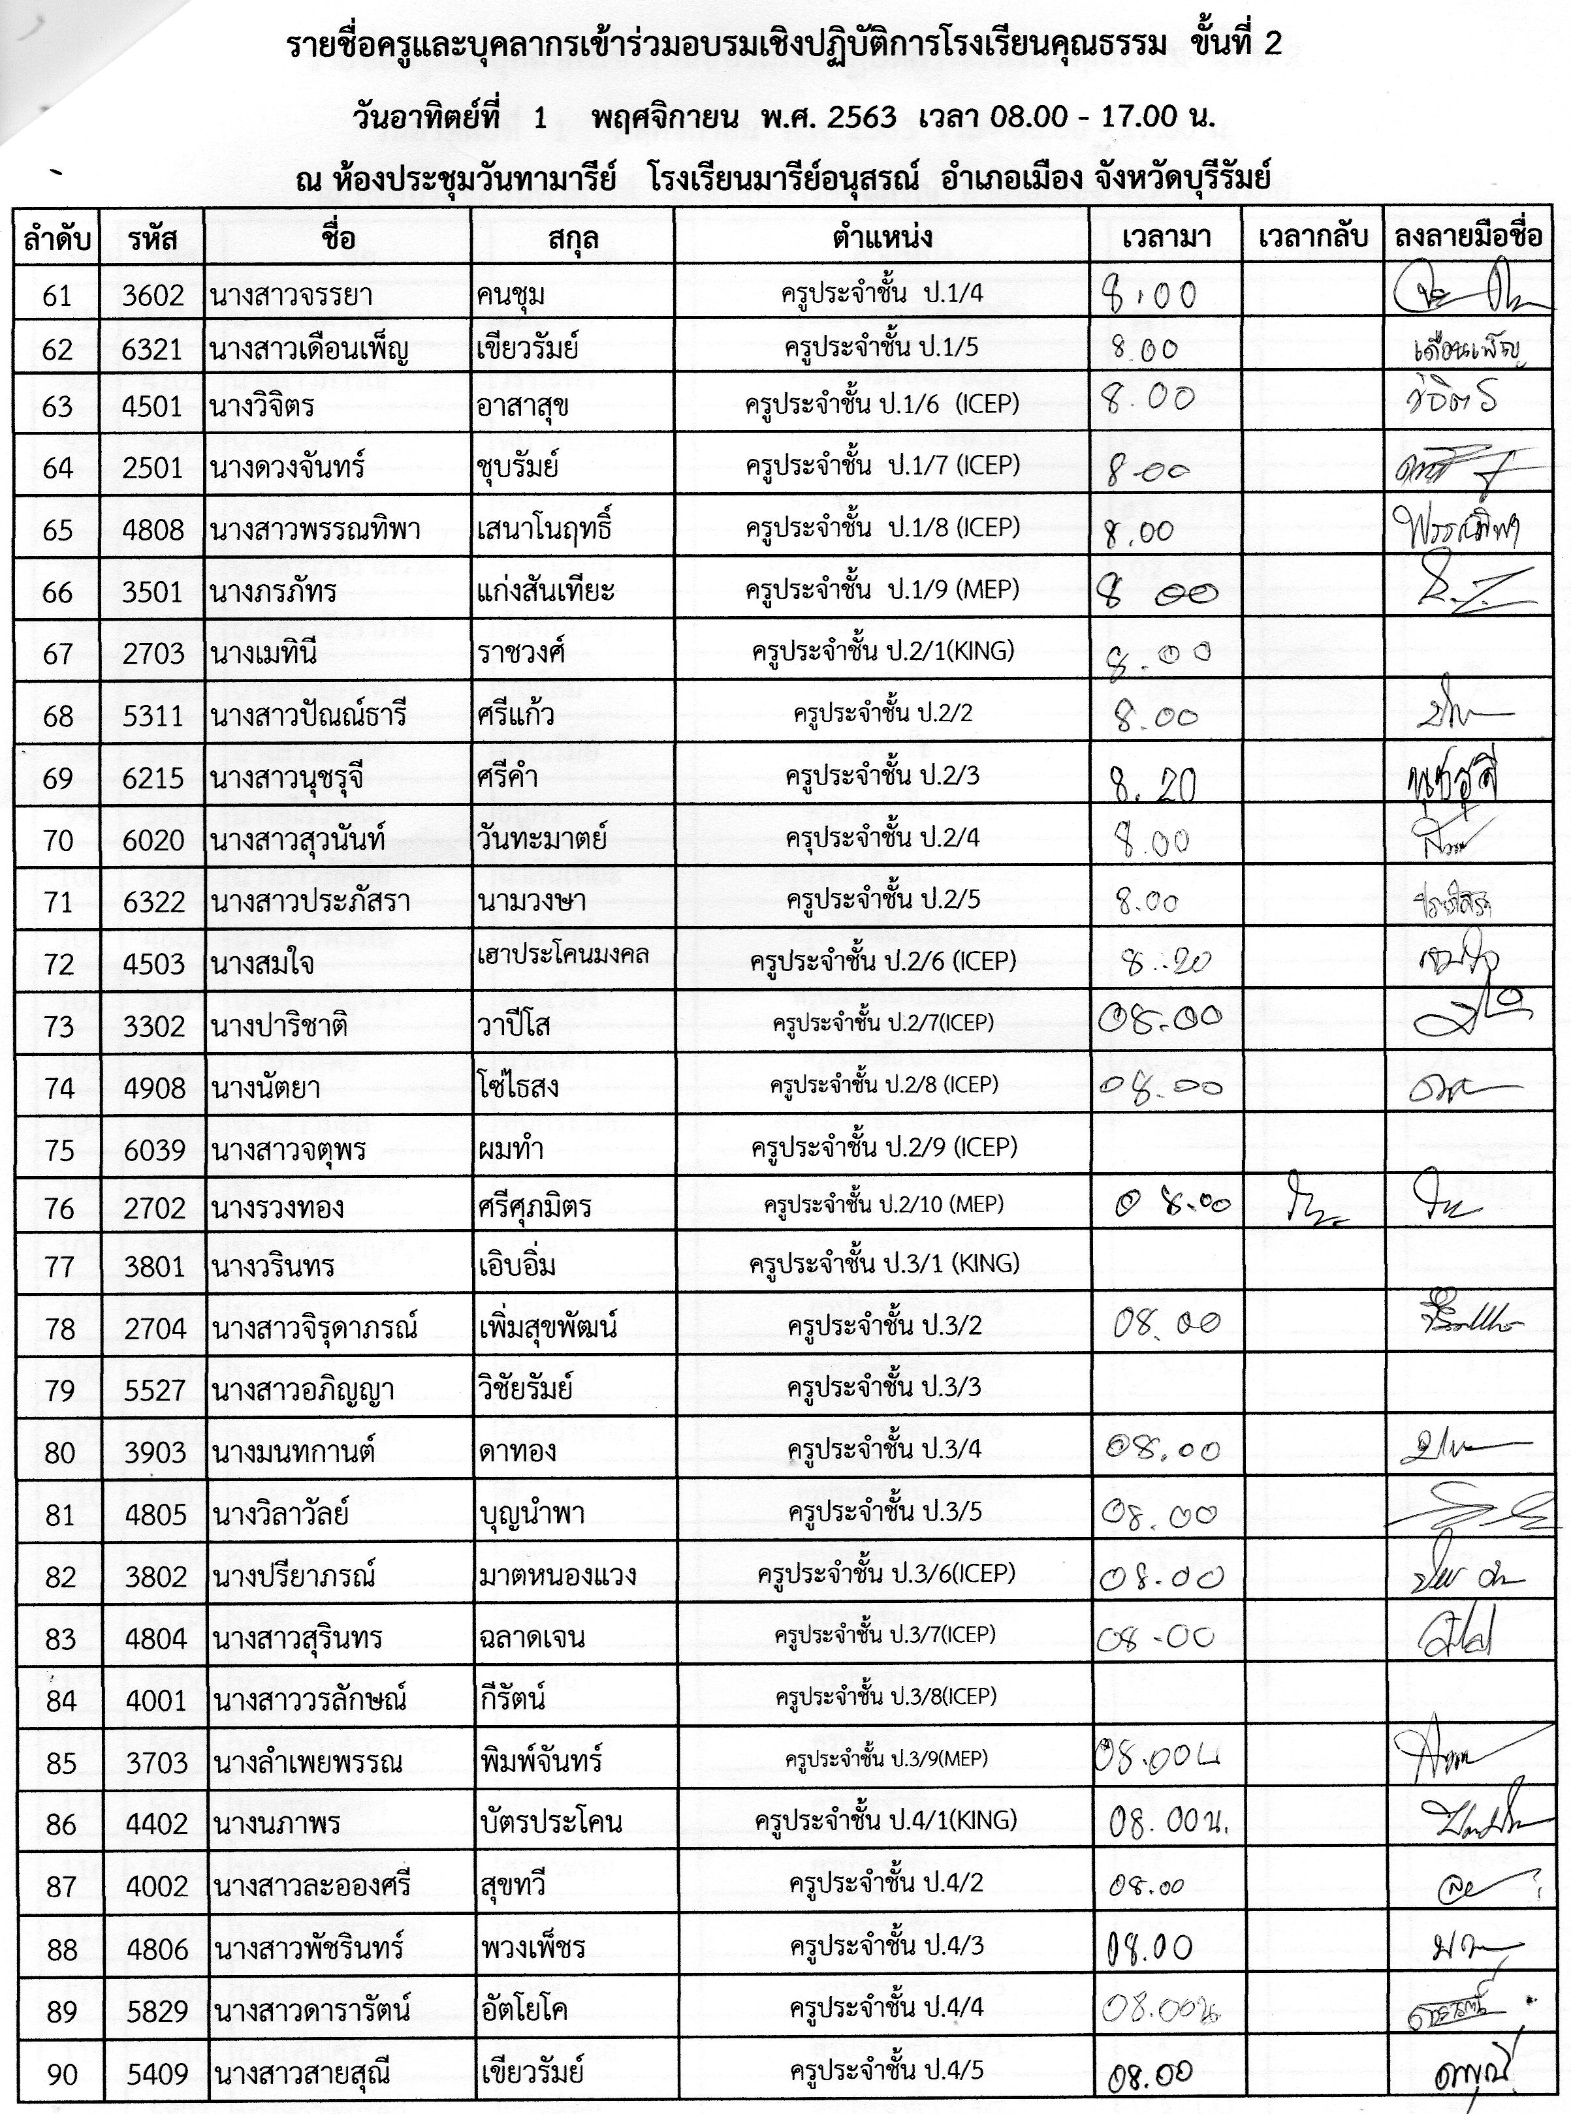 รายชื่อครูและบุคลากรเข้าร่วมอบรมเชิงปฏิบัติการโรงเรียนคุณธรรม ขั้นที่ 2
วันอาทิตย์ที่ 1 พฤศจิกายน พ.ศ. 2563 เวลา 08.00 - 17.00 น.
ณ ห้องประชุมวันทามารีย์ โรงเรียนมารีย์อนุสรณ์ อำเภอเมือง จังหวัดบุรีรัมย์
ลำดับ รหัส ชื่อ สกุล ตำแหน่ง เวลามา เวลากลับ ลงลายมือชื่อ
61 3602 นางสาวจรรยา คนชุม ครูประจำชั้น ป.1/4 8.00
62 6321 นางสาวเดือนเพ็ญ เขียวรัมย์ ครูประจำชั้น ป.1/5 8.00 เดือนเพ็ญ
63 4501 นางวิจิตร อาสาสุข ครูประจำชั้น ป.1/6 (ICEP) 8.00 วิจิตร
64 2501 นางดวงจันทร์ ชุบรัมย์ ครูประจำชั้น ป.1/7 (ICEP) 8.00
65 4808 นางสาวพรรณทิพา เสนาโนฤทธิ์ ครูประจำชั้น ป.1/8 (ICEP) 8.00 พรรณทิพา
66 3501 นางภรภัทร แก่งสันเทียะ ครูประจำชั้น ป.1/9 (MEP) 8 00
67 2703 นางเมทินี ราชวงศ์ ครูประจำชั้น ป.2/1(KING) 8.00
68 5311 นางสาวปัณณ์ธารี ศรีแก้ว ครูประจำชั้น ป.2/2 8.00
69 6215 นางสาวนุชรุจี ศรีคำ ครูประจำชั้น ป.2/3 8.20 นุชรุจี
70 6020 นางสาวสุวนันท์ วันทะมาตย์ ครุประจำชั้น ป.2/4 8.00
71 6322 นางสาวประภัสรา นามวงษา ครูประจำชั้น ป.2/5 8.00 ประภัสรา
72 4503 นางสมใจ เฮาประโคนมงคล ครูประจำชั้น ป.2/6 (ICEP) 8.20 สมใจ
73 3302 นางปาริชาติ วาปีโส ครูประจำชั้น ป.2/7(ICEP) 08.00
74 4908 นางนัตยา โซ่ไธสง ครูประจำชั้น ป.2/8 (ICEP) 08.00
75 6039 นางสาวจตุพร ผมทำ ครูประจำชั้น ป.2/9 (ICEP)
76 2702 นางรวงทอง ศรีศุภมิตร ครูประจำชั้น ป.2/10 (MEP) 08.00
77 3801 นางวรินทร เอิบอิ่ม ครูประจำชั้น ป.3/1 (KING)
78 2704 นางสาวจิรุดาภรณ์ เพิ่มสุขพัฒน์ ครูประจำชั้น ป.3/2 08.00
79 5527 นางสาวอภิญญา วิชัยรัมย์ ครูประจำชั้น ป.3/3
80 3903 นางมนทกานต์ ดาทอง ครูประจำชั้น ป.3/4 08.00
81 4805 นางวิลาวัลย์ บุญนำพา ครูประจำชั้น ป.3/5 08.00
82 3802 นางปรียาภรณ์ มาตหนองแวง ครูประจำชั้น ป.3/6(ICEP) 08.00
83 4804 นางสาวสุรินทร ฉลาดเจน ครูประจำชั้น ป.3/7(ICEP) 08.00
84 4001 นางสาววรลักษณ์ กีรัตน์ ครูประจำชั้น ป.3/8(ICEP)
85 3703 นางลำเพยพรรณ พิมพ์จันทร์ ครูประจำชั้น ป.3/9(MEP) 08.00น
86 4402 นางนภาพร บัตรประโคน ครูประจำชั้น ป.4/1(KING) 08.00น.
87 4002 นางสาวละอองศรี สุขทวี ครูประจำชั้น ป.4/2 08.00
88 4806 นางสาวพัชรินทร์ พวงเพ็ชร ครูประจำชั้น ป.4/3 08.00
89 5829 นางสาวดารารัตน์ อัตโยโค ครูประจำชั้น ป.4/4 08.00น.
90 5409 นางสาวสายสุณี เขียวรัมย์ ครูประจำชั้น ป.4/5 08.00